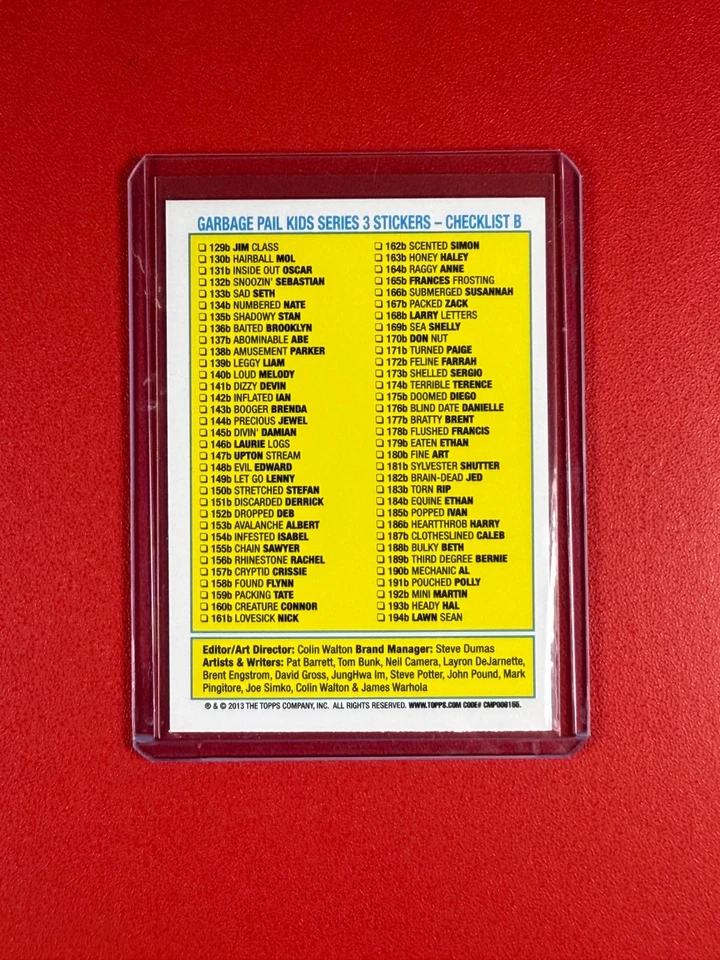 GARBAGE PAIL KIDS SERIES 3 STICKERS – CHECKLIST B
129b JIM CLASS
130b HAIRBALL MOL
131b INSIDE OUT OSCAR
132b SNOOZIN' SEBASTIAN
133b SAD SETH
134b NUMBERED NATE
135b SHADOWY STAN
136b BAITED BROOKLYN
137b ABOMINABLE ABE
138b AMUSEMENT PARKER
139b LEGGY LIAM
140b LOUD MELODY
141b DIZZY DEVIN
142b INFLATED IAN
143b BOOGER BRENDA
144b PRECIOUS JEWEL
145b DIVIN' DAMIAN
146b LAURIE LOGS
147b UPTON STREAM
148b EVIL EDWARD
149b LET GO LENNY
150b STRETCHED STEFAN
151b DISCARDED DERRICK
152b DROPPED DEB
153b AVALANCHE ALBERT
154b INFESTED ISABEL
155b CHAIN SAWYER
156b RHINESTONE RACHEL
157b CRYPTID CRISSIE
158b FOUND FLYNN
159b PACKING TATE
160b CREATURE CONNOR
161b LOVESICK NICK
162b SCENTED SIMON
163b HONEY HALEY
164b RAGGY ANNE
165b FRANCES FROSTING
166b SUBMERGED SUSANNAH
167b PACKED ZACK
168b LARRY LETTERS
169b SEA SHELLY
170b DON NUT
171b TURNED PAIGE
172b FELINE FARRAH
173b SHELLED SERGIO
174b TERRIBLE TERENCE
175b DOOMED DIEGO
176b BLIND DATE DANIELLE
177b BRATTY BRENT
178b FLUSHED FRANCIS
179b EATEN ETHAN
180b FINE ART
181b SYLVESTER SHUTTER
182b BRAIN-DEAD JED
183b TORN RIP
184b EQUINE ETHAN
185b POPPED IVAN
186b HEARTTHROB HARRY
187b CLOTHESLINED CALEB
188b BULKY BETH
189b THIRD DEGREE BERNIE
190b MECHANIC AL
191b POUCHED POLLY
192b MINI MARTIN
193b HEADY HAL
194b LAWN SEAN
Editor/Art Director: Colin Walton Brand Manager: Steve Dumas
Artists & Writers: Pat Barrett, Tom Bunk, Neil Camera, Layron DeJarnette,
Brent Engstrom, David Gross, JungHwa Im, Steve Potter, John Pound, Mark
Pingitore, Joe Simko, Colin Walton & James Warhola
® & © 2013 THE TOPPS COMPANY, INC. ALL RIGHTS RESERVED. WWW.TOPPS.COM CODE# CMP006155.